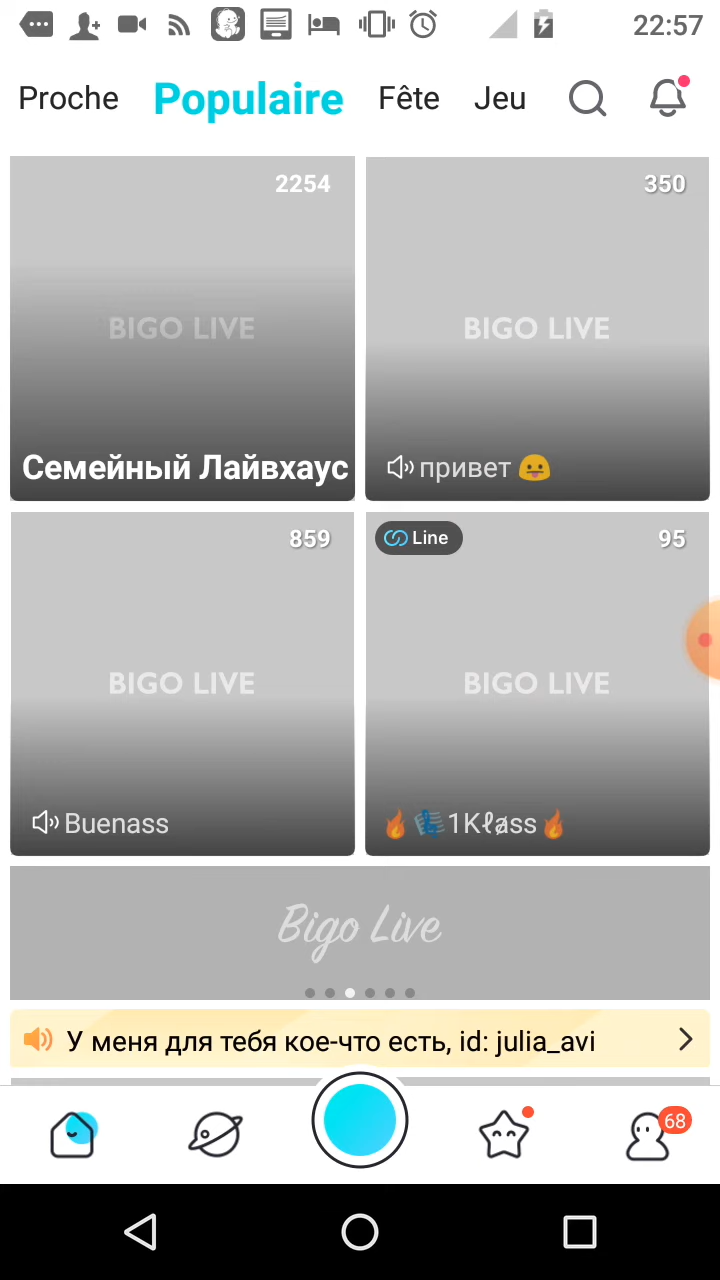 22:57
Proche Populaire Fête Jeu
2254
BIGO LIVE
Семейный Лайвхаус
350
BIGO LIVE
привет 😛
859
BIGO LIVE
Buenass
Line 95
BIGO LIVE
🔥🎼1Kℓⱥss🔥
Bigo Live
У меня для тебя кое-что есть, id: julia_avi
68